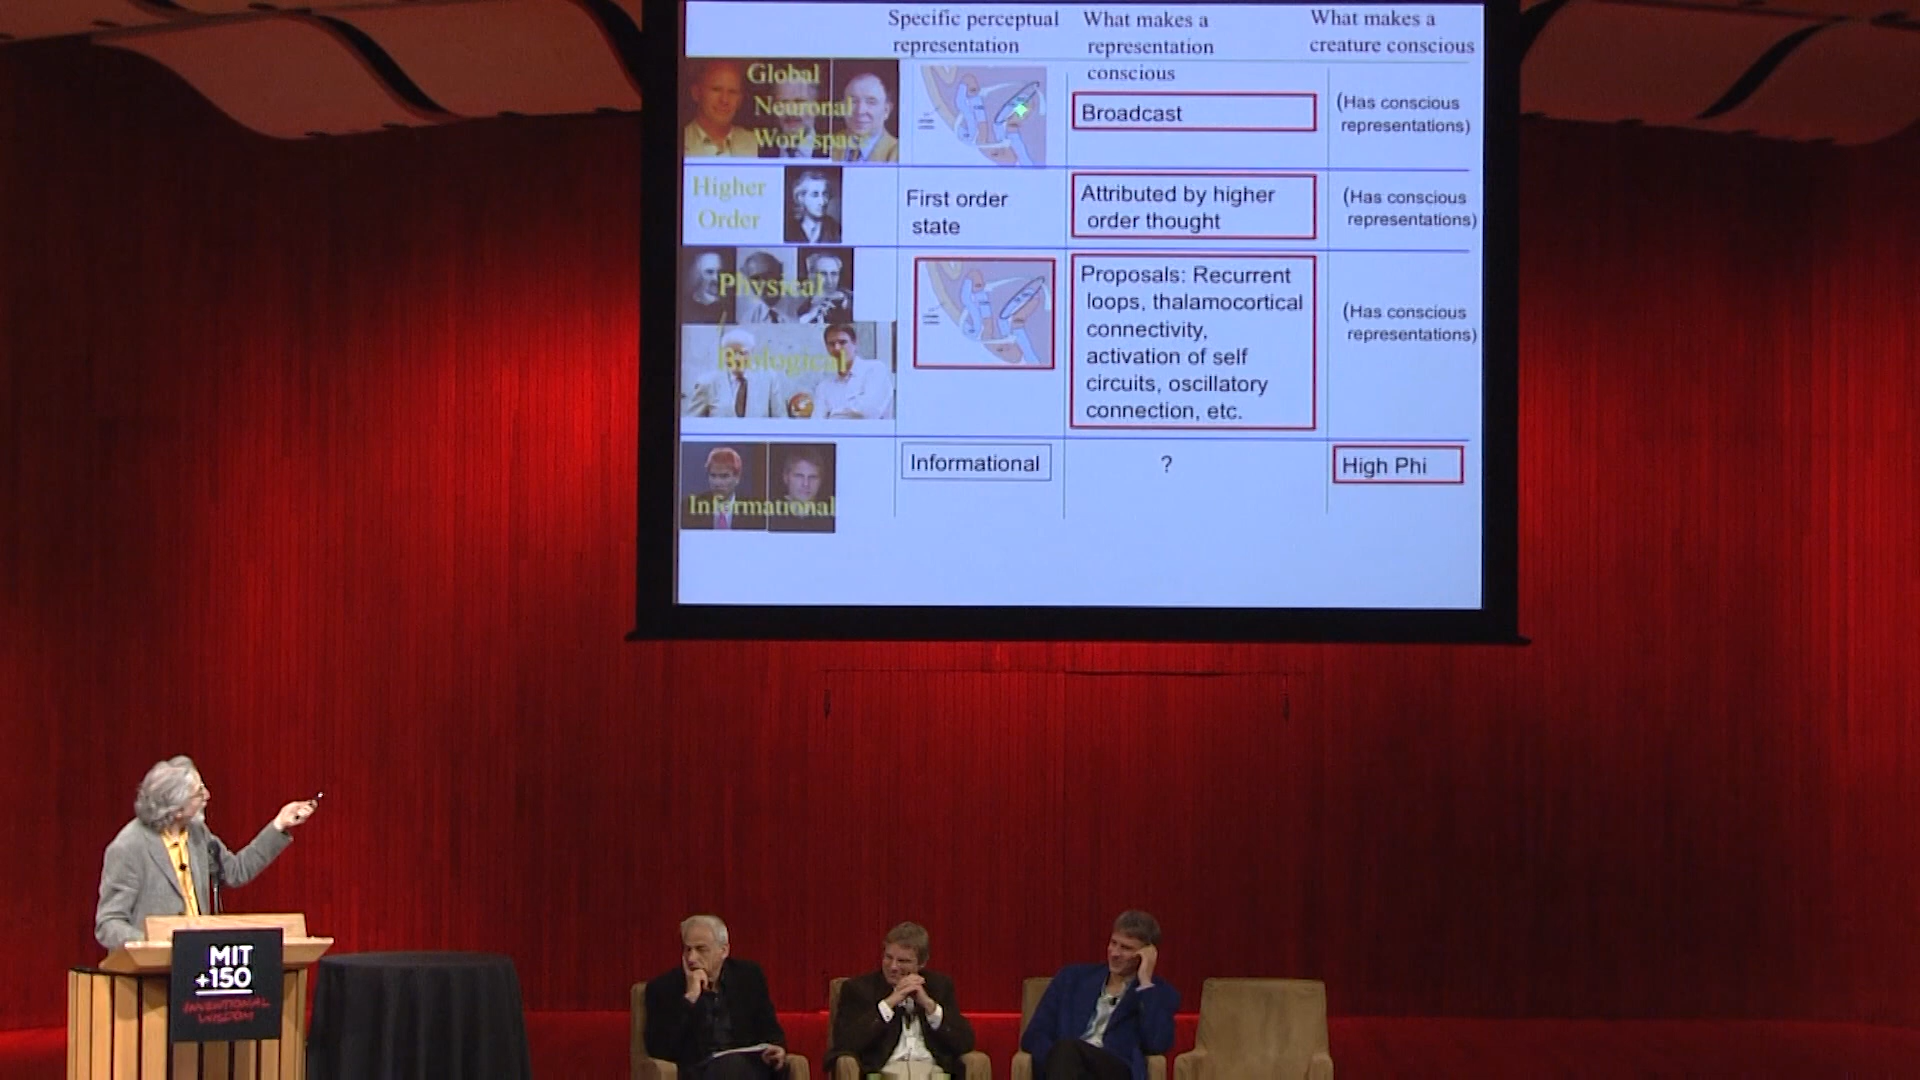 Specific perceptual
representation
What makes a
representation
conscious
What makes a
creature conscious
Global
Neuronal
Workspace
Broadcast
(Has conscious
representations)
Higher
Order
First order
state
Attributed by higher
order thought
(Has conscious
representations)
Physical
/
Biological
Proposals: Recurrent
loops, thalamocortical
connectivity,
activation of self
circuits, oscillatory
connection, etc.
(Has conscious
representations)
Informational
Informational
?
High Phi
MIT
+150
INVENTIONAL
WISDOM